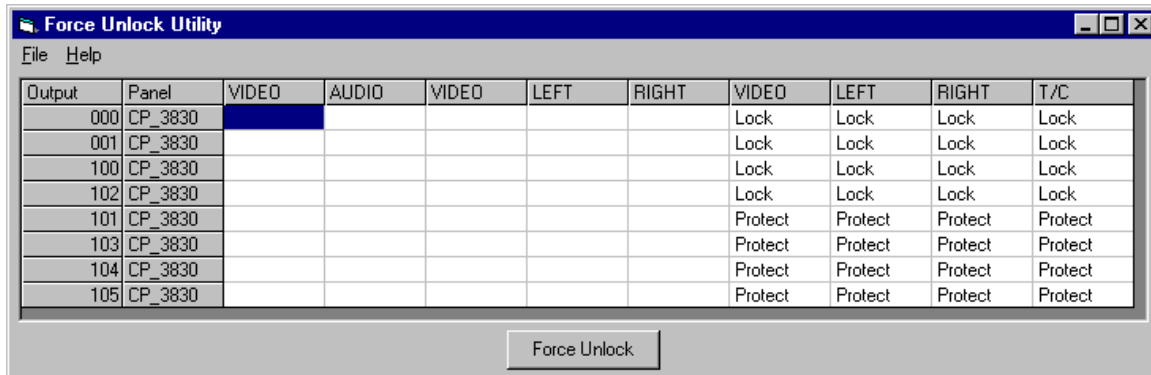 Force Unlock Utility
File Help
Output Panel VIDEO AUDIO VIDEO LEFT RIGHT VIDEO LEFT RIGHT T/C
000 CP_3830 Lock Lock Lock Lock
001 CP_3830 Lock Lock Lock Lock
100 CP_3830 Lock Lock Lock Lock
102 CP_3830 Lock Lock Lock Lock
101 CP_3830 Protect Protect Protect Protect
103 CP_3830 Protect Protect Protect Protect
104 CP_3830 Protect Protect Protect Protect
105 CP_3830 Protect Protect Protect Protect
Force Unlock